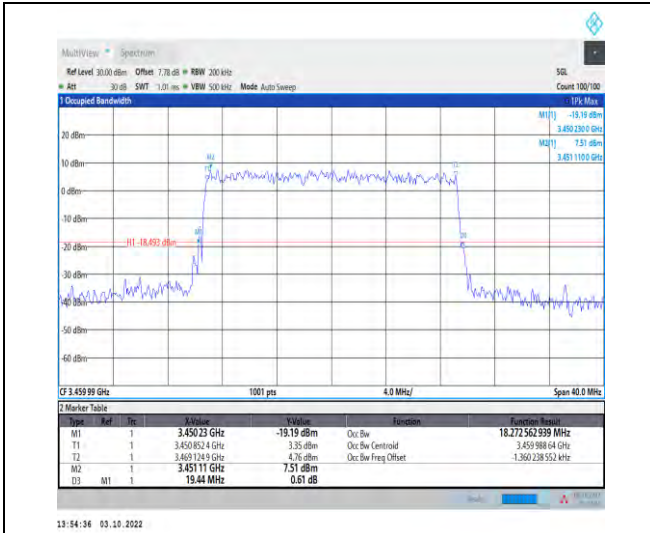 MultiView Spectrum
Ref Level 30.00 dBm Offset 7.78 dB RBW 200 kHz SGL
Att 30 dB SWT 1.01 ms VBW 500 kHz Mode Auto Sweep Count 100/100
1 Occupied Bandwidth 1Pk Max
M1[1] -19.19 dBm
3.450 2300 GHz
M2[1] 7.51 dBm
3.451 1100 GHz
20 dBm
M2
10 dBm
0 dBm
-10 dBm
H1 -18.493 dBm
-20 dBm
-30 dBm
-40 dBm
-50 dBm
-60 dBm
CF 3.459 99 GHz 1001 pts 4.0 MHz/ Span 40.0 MHz
2 Marker Table
Type Ref Trc X-Value Y-Value Function Function Result
M1 1 3.450 23 GHz -19.19 dBm Occ Bw 18.272 562 939 MHz
T1 1 3.450 852 4 GHz 3.35 dBm Occ Bw Centroid 3.459 988 64 GHz
T2 1 3.469 124 9 GHz 4.76 dBm Occ Bw Freq Offset -1.360 238 552 kHz
M2 1 3.451 11 GHz 7.51 dBm
D3 M1 1 19.44 MHz 0.61 dB
13:54:36 03.10.2022